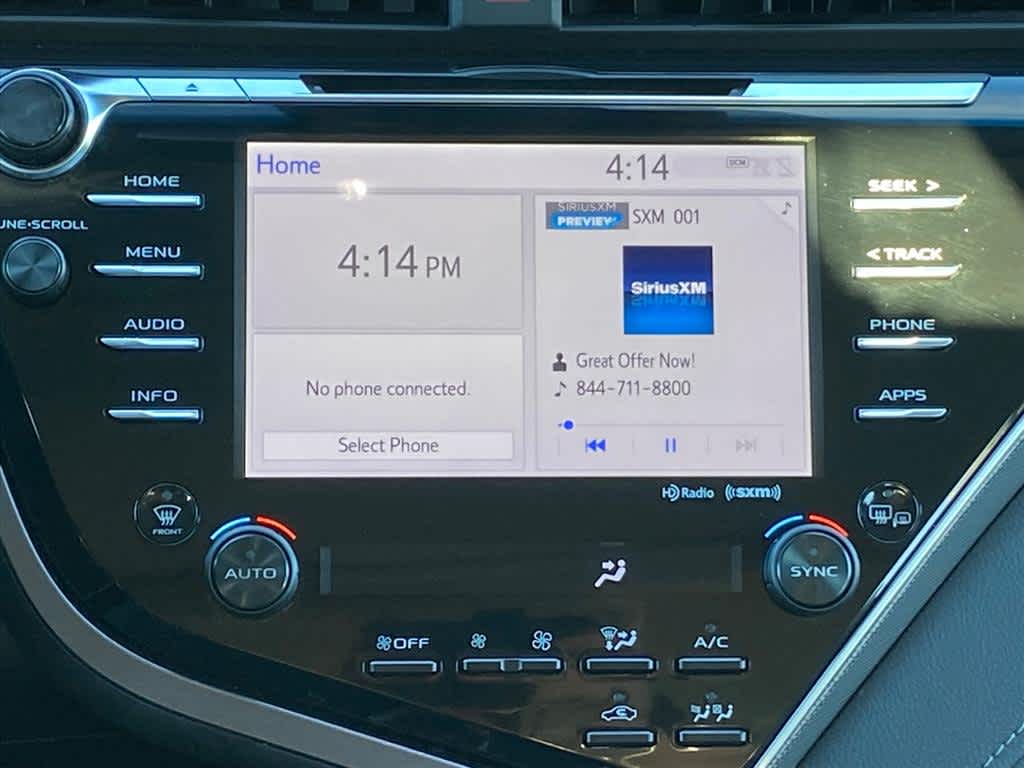 Home
4:14
DCM
4:14 PM
SIRIUSXM
PREVIEW
SXM 001
SiriusXM
Great Offer Now!
844-711-8800
No phone connected.
Select Phone
HOME
UNE•SCROLL
MENU
AUDIO
INFO
SEEK >
< TRACK
PHONE
APPS
HD Radio
((SXM))
FRONT
AUTO
SYNC
OFF
A/C